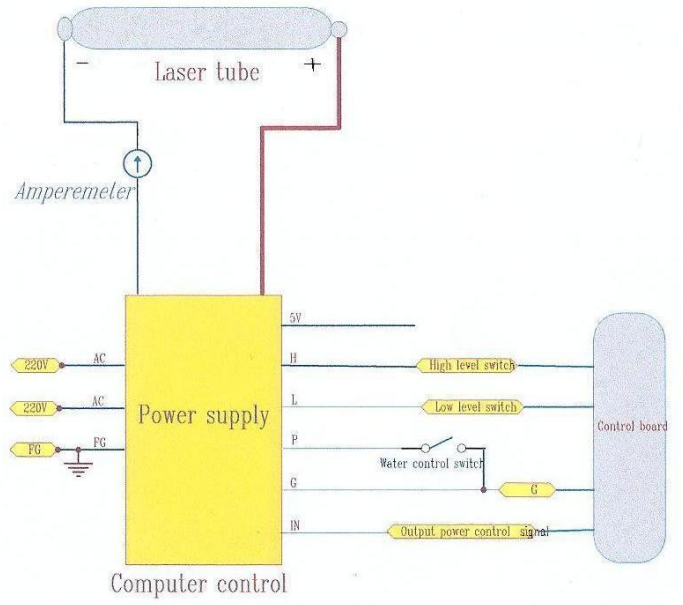 − +
Laser tube
Amperemeter
5V
220V AC H High level switch
220V AC L Low level switch
Power supply
Control board
FG FG P
Water control switch
G G
IN Output power control signal
Computer control